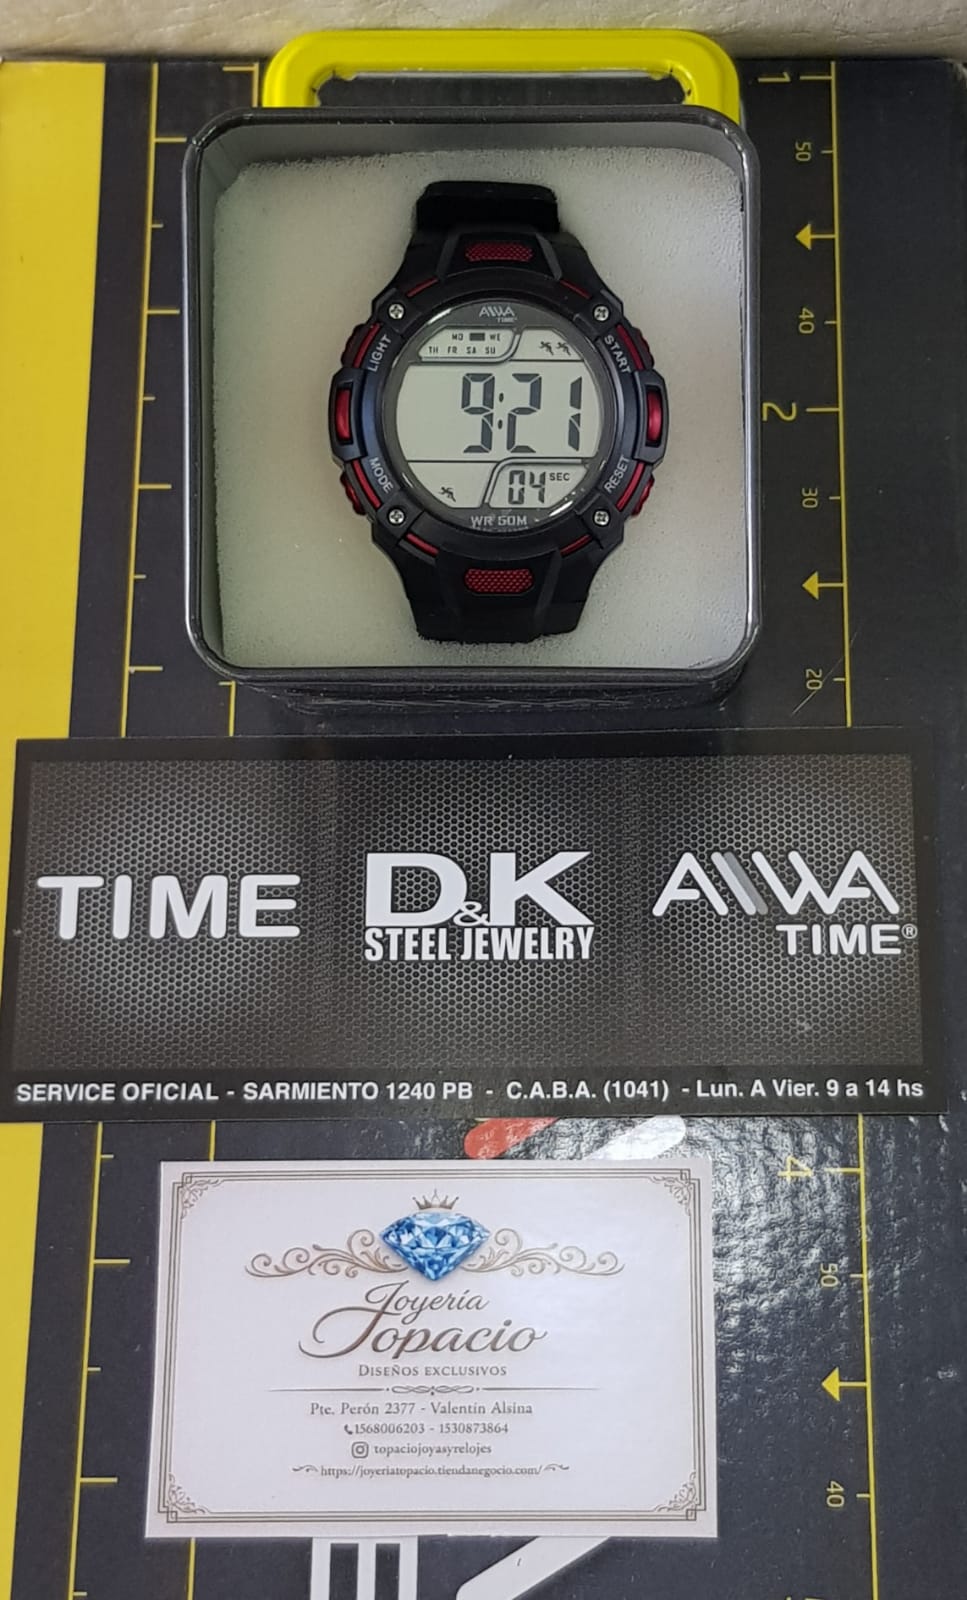 AIWA
TIME
MO WE
TH FR SA SU
LIGHT
START
9:21
MODE
RESET
04 SEC
WR 50M
1
50
40
2
30
20
TIME
D&K
STEEL JEWELRY
AIWA
TIME®
SERVICE OFICIAL - SARMIENTO 1240 PB - C.A.B.A. (1041) - Lun. A Vier. 9 a 14 hs
4
50
40
Joyería
Topacio
DISEÑOS EXCLUSIVOS
Pte. Perón 2377 - Valentín Alsina
1568006203 - 1530873864
topaciojoyasyrelojes
https://joyeriatopacio.tiendanegocio.com/